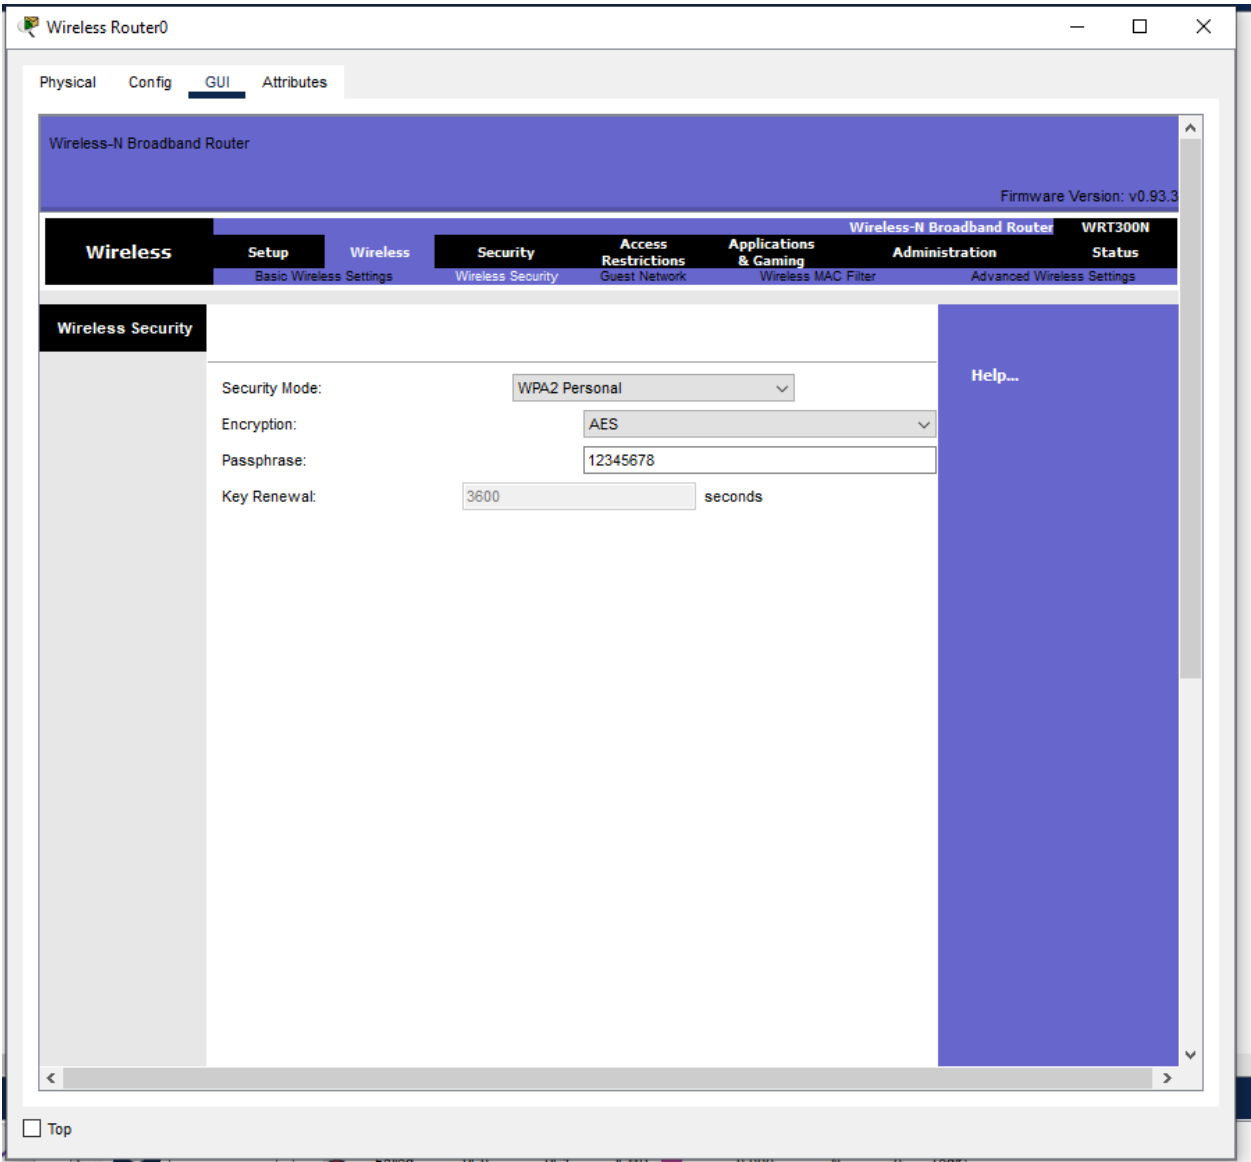 Wireless Router0
Physical Config GUI Attributes
Wireless-N Broadband Router
Firmware Version: v0.93.3
Wireless-N Broadband Router WRT300N
Wireless Setup Wireless Security Access Restrictions Applications & Gaming Administration Status
Basic Wireless Settings Wireless Security Guest Network Wireless MAC Filter Advanced Wireless Settings
Wireless Security
Help...
Security Mode: WPA2 Personal
Encryption: AES
Passphrase: 12345678
Key Renewal: 3600 seconds
Top